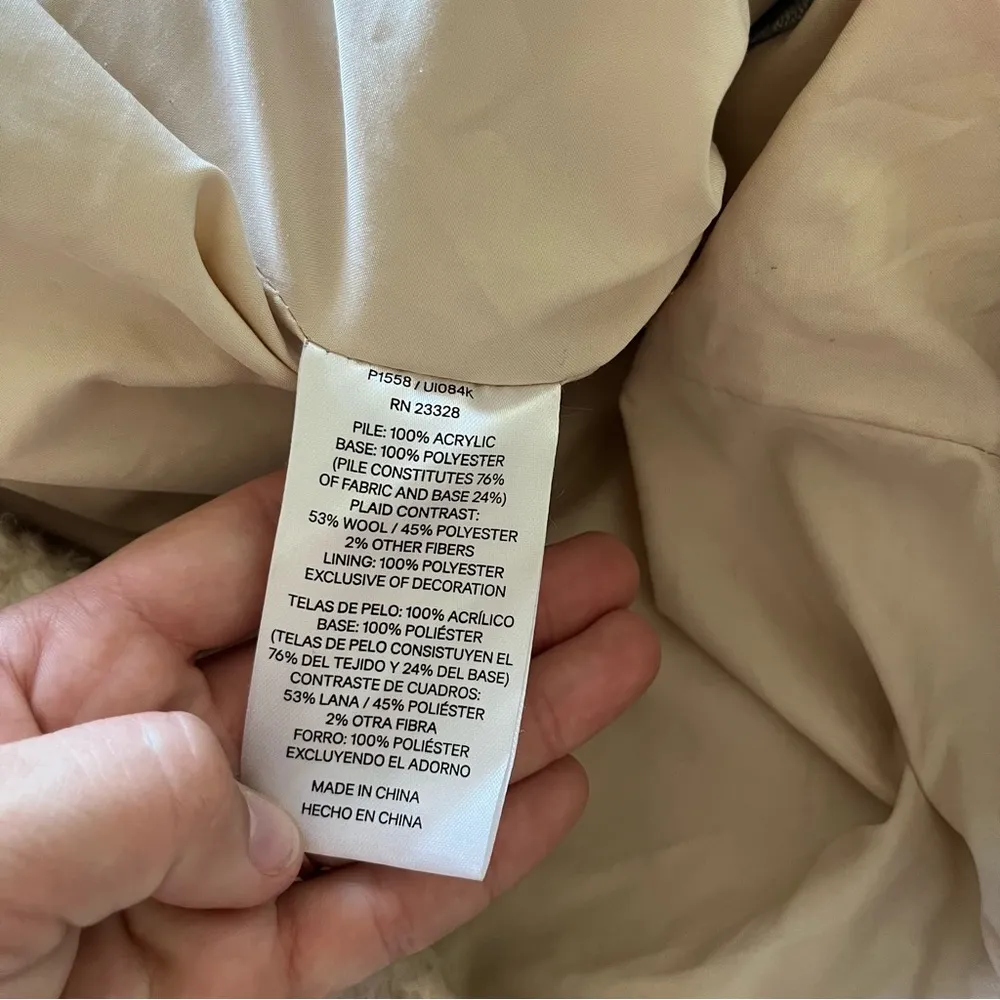 P1558 / U1084K
RN 23328
PILE: 100% ACRYLIC
BASE: 100% POLYESTER
(PILE CONSTITUTES 76%
OF FABRIC AND BASE 24%)
PLAID CONTRAST:
53% WOOL / 45% POLYESTER
2% OTHER FIBERS
LINING: 100% POLYESTER
EXCLUSIVE OF DECORATION
TELAS DE PELO: 100% ACRÍLICO
BASE: 100% POLIÉSTER
(TELAS DE PELO CONSISTUYEN EL
76% DEL TEJIDO Y 24% DEL BASE)
CONTRASTE DE CUADROS:
53% LANA / 45% POLIÉSTER
2% OTRA FIBRA
FORRO: 100% POLIÉSTER
EXCLUYENDO EL ADORNO
MADE IN CHINA
HECHO EN CHINA